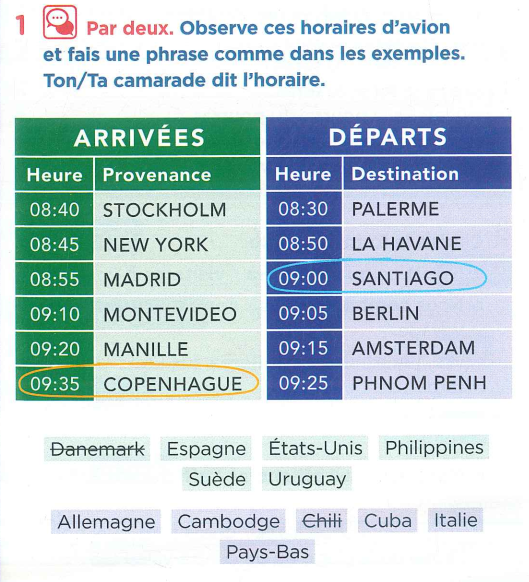 1 Par deux. Observe ces horaires d'avion
et fais une phrase comme dans les exemples.
Ton/Ta camarade dit l'horaire.
ARRIVÉES
Heure Provenance
08:40 STOCKHOLM
08:45 NEW YORK
08:55 MADRID
09:10 MONTEVIDEO
09:20 MANILLE
09:35 COPENHAGUE
DÉPARTS
Heure Destination
08:30 PALERME
08:50 LA HAVANE
09:00 SANTIAGO
09:05 BERLIN
09:15 AMSTERDAM
09:25 PHNOM PENH
Danemark Espagne États-Unis Philippines
Suède Uruguay
Allemagne Cambodge Chili Cuba Italie
Pays-Bas